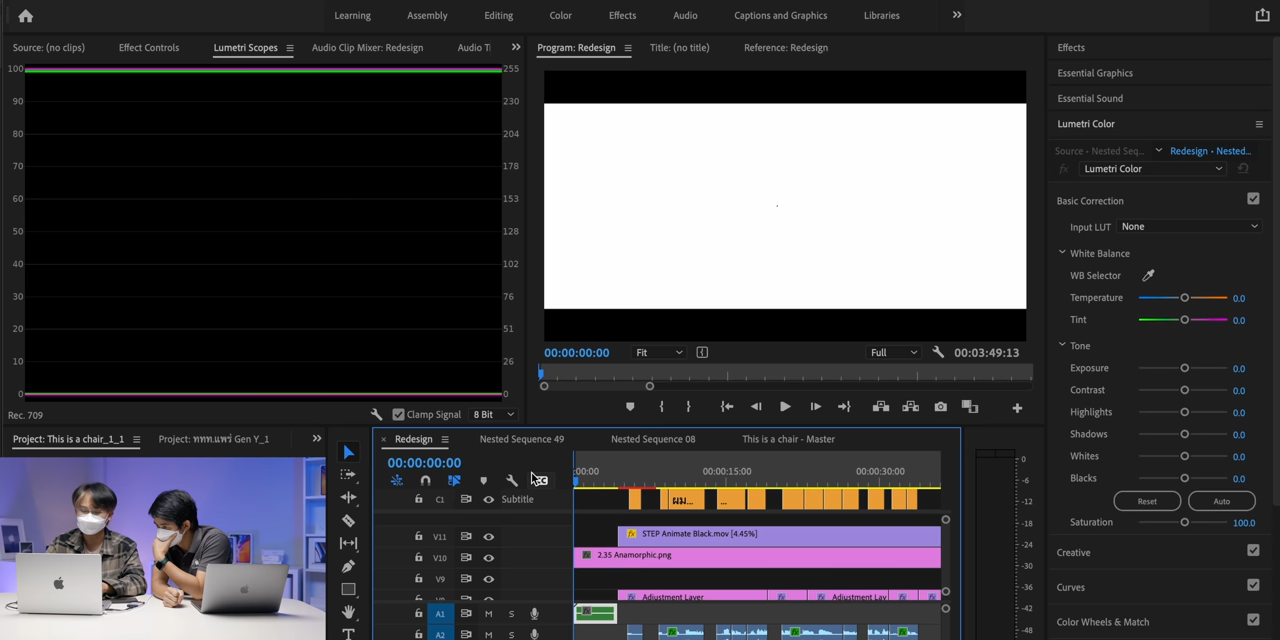 Learning Assembly Editing Color Effects Audio Captions and Graphics Libraries
Source: (no clips) Effect Controls Lumetri Scopes Audio Clip Mixer: Redesign Audio T
Program: Redesign Title: (no title) Reference: Redesign
Effects
Essential Graphics
Essential Sound
Lumetri Color
Source • Nested Seq... Redesign • Nested...
fx Lumetri Color
Basic Correction
Input LUT None
White Balance
WB Selector
Temperature 0.0
Tint 0.0
Tone
Exposure 0.0
Contrast 0.0
Highlights 0.0
Shadows 0.0
Whites 0.0
Blacks 0.0
Reset Auto
Saturation 100.0
Creative
Curves
Color Wheels & Match
100 255
90 230
80 204
70 178
60 153
50 128
40 102
30 76
20 51
10 26
0 0
Rec. 709 Clamp Signal 8 Bit
00:00:00:00 Fit Full 00:03:49:13
Project: This is a chair_1_1 Project: ททท.แพร่ Gen Y_1
Redesign Nested Sequence 49 Nested Sequence 08 This is a chair - Master
00:00:00:00
:00:00 00:00:15:00 00:00:30:00
C1 Subtitle ผม... ...
V11 fx STEP Animate Black.mov [4.45%]
V10 fx 2.35 Anamorphic.png
V9
Adjustment Layer Adjustment Lay
A1 M S
A2 M S
0
-6
-12
-18
-24
-30
-36
-42
-48